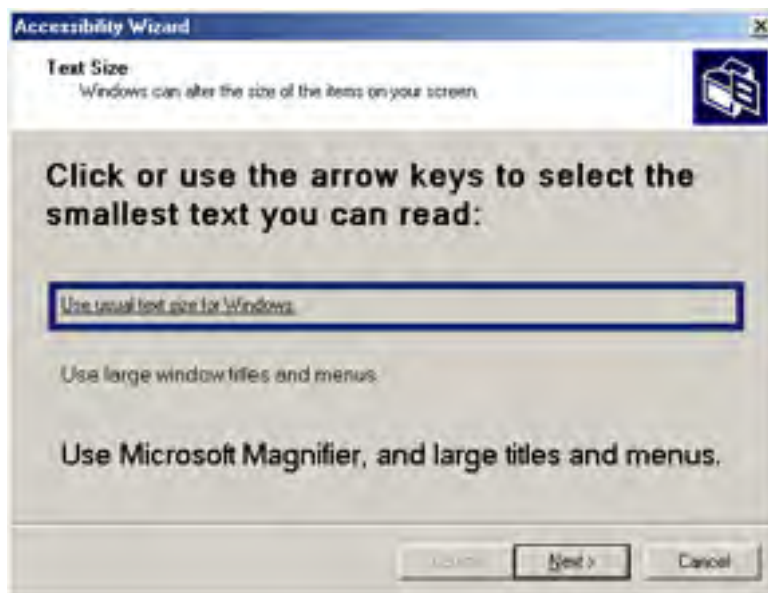 Accessibility Wizard
Text Size
Windows can alter the size of the items on your screen.
Click or use the arrow keys to select the
smallest text you can read:
Use usual text size for Windows.
Use large window titles and menus.
Use Microsoft Magnifier, and large titles and menus.
Next >
Cancel